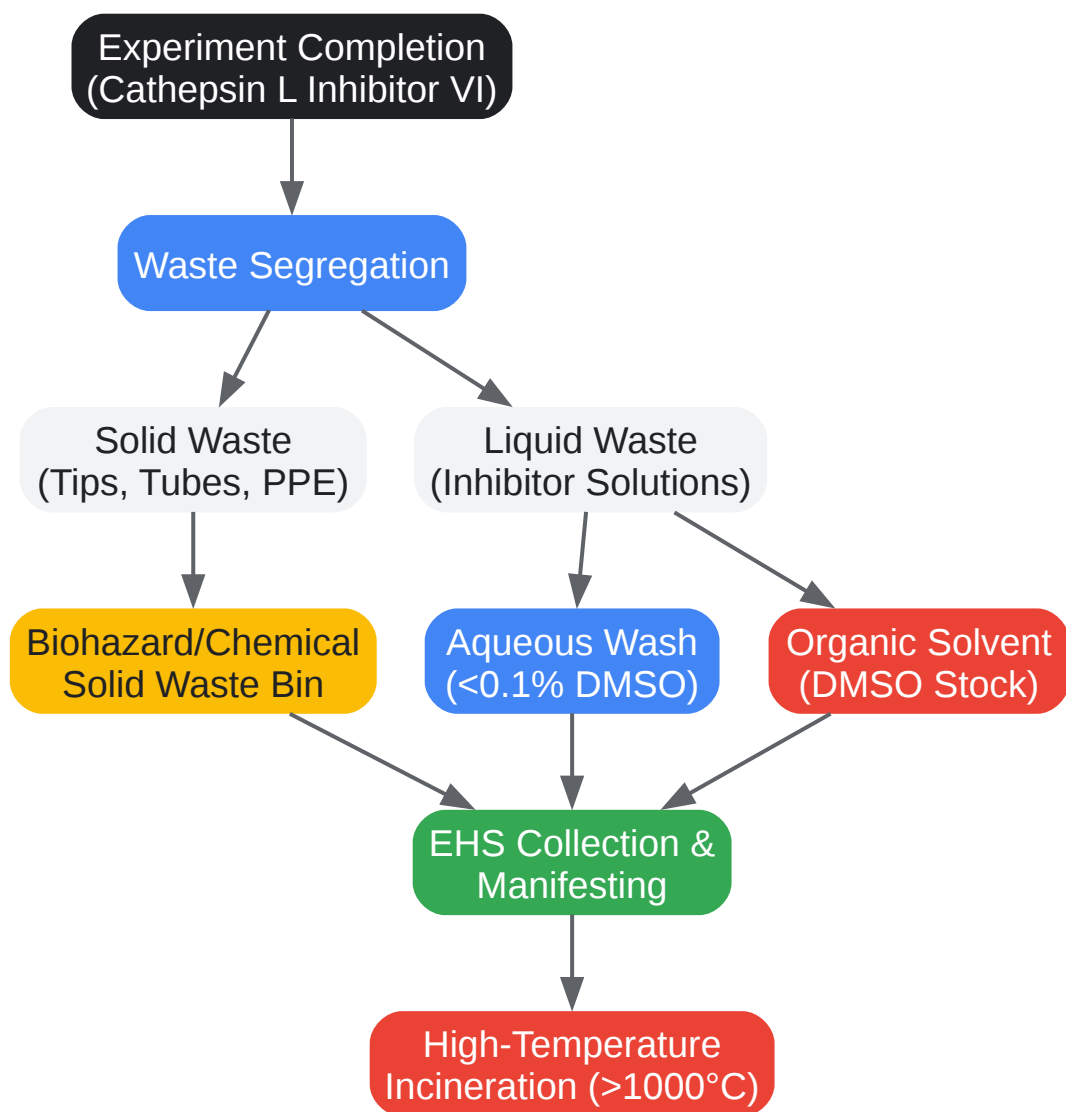 Experiment Completion
(Cathepsin L Inhibitor VI)
Waste Segregation
Solid Waste
(Tips, Tubes, PPE)
Liquid Waste
(Inhibitor Solutions)
Biohazard/Chemical
Solid Waste Bin
Aqueous Wash
(<0.1% DMSO)
Organic Solvent
(DMSO Stock)
EHS Collection &
Manifesting
High-Temperature
Incineration (>1000°C)